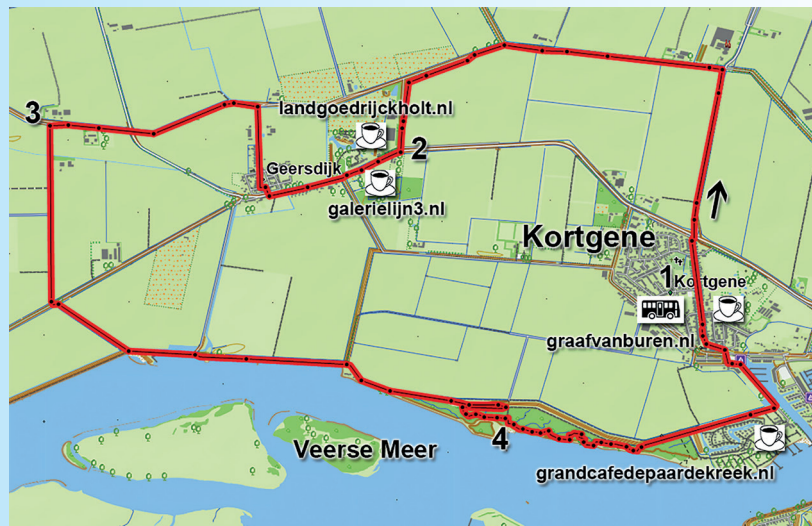 3
landgoedrijckholt.nl
2
Geersdijk
galerielijn3.nl
Kortgene
1
Kortgene
graafvanburen.nl
4
Veerse Meer
grandcafedepaardekreek.nl